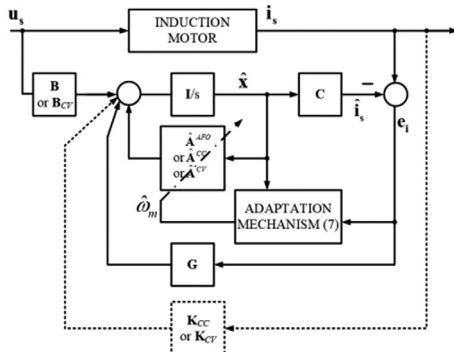 u_s
INDUCTION
MOTOR
i_s
B
or B_CV
I/s
x̂
C
−
î_s
e_i
Â^AFO
or Â^CC
or Â^CV
ω̂_m
ADAPTATION
MECHANISM (7)
G
K_CC
or K_CV